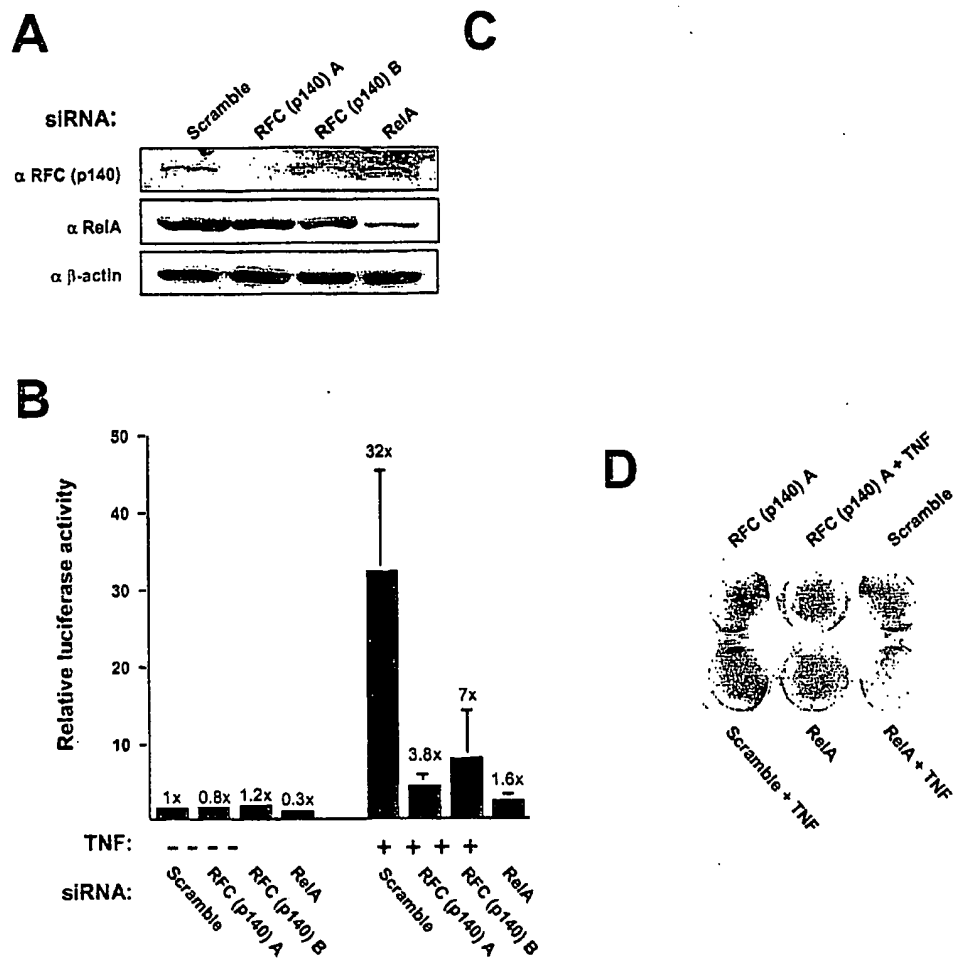 A
C
siRNA:
Scramble
RFC (p140) A
RFC (p140) B
RelA
α RFC (p140)
α RelA
α β-actin
B
Relative luciferase activity
50
40
30
20
10
1x
0.8x
1.2x
0.3x
32x
3.8x
7x
1.6x
TNF:
- - - -
+ + + +
siRNA:
Scramble
RFC (p140) A
RFC (p140) B
RelA
Scramble
RFC (p140) A
RFC (p140) B
RelA
D
RFC (p140) A
RFC (p140) A + TNF
Scramble
Scramble + TNF
RelA
RelA + TNF